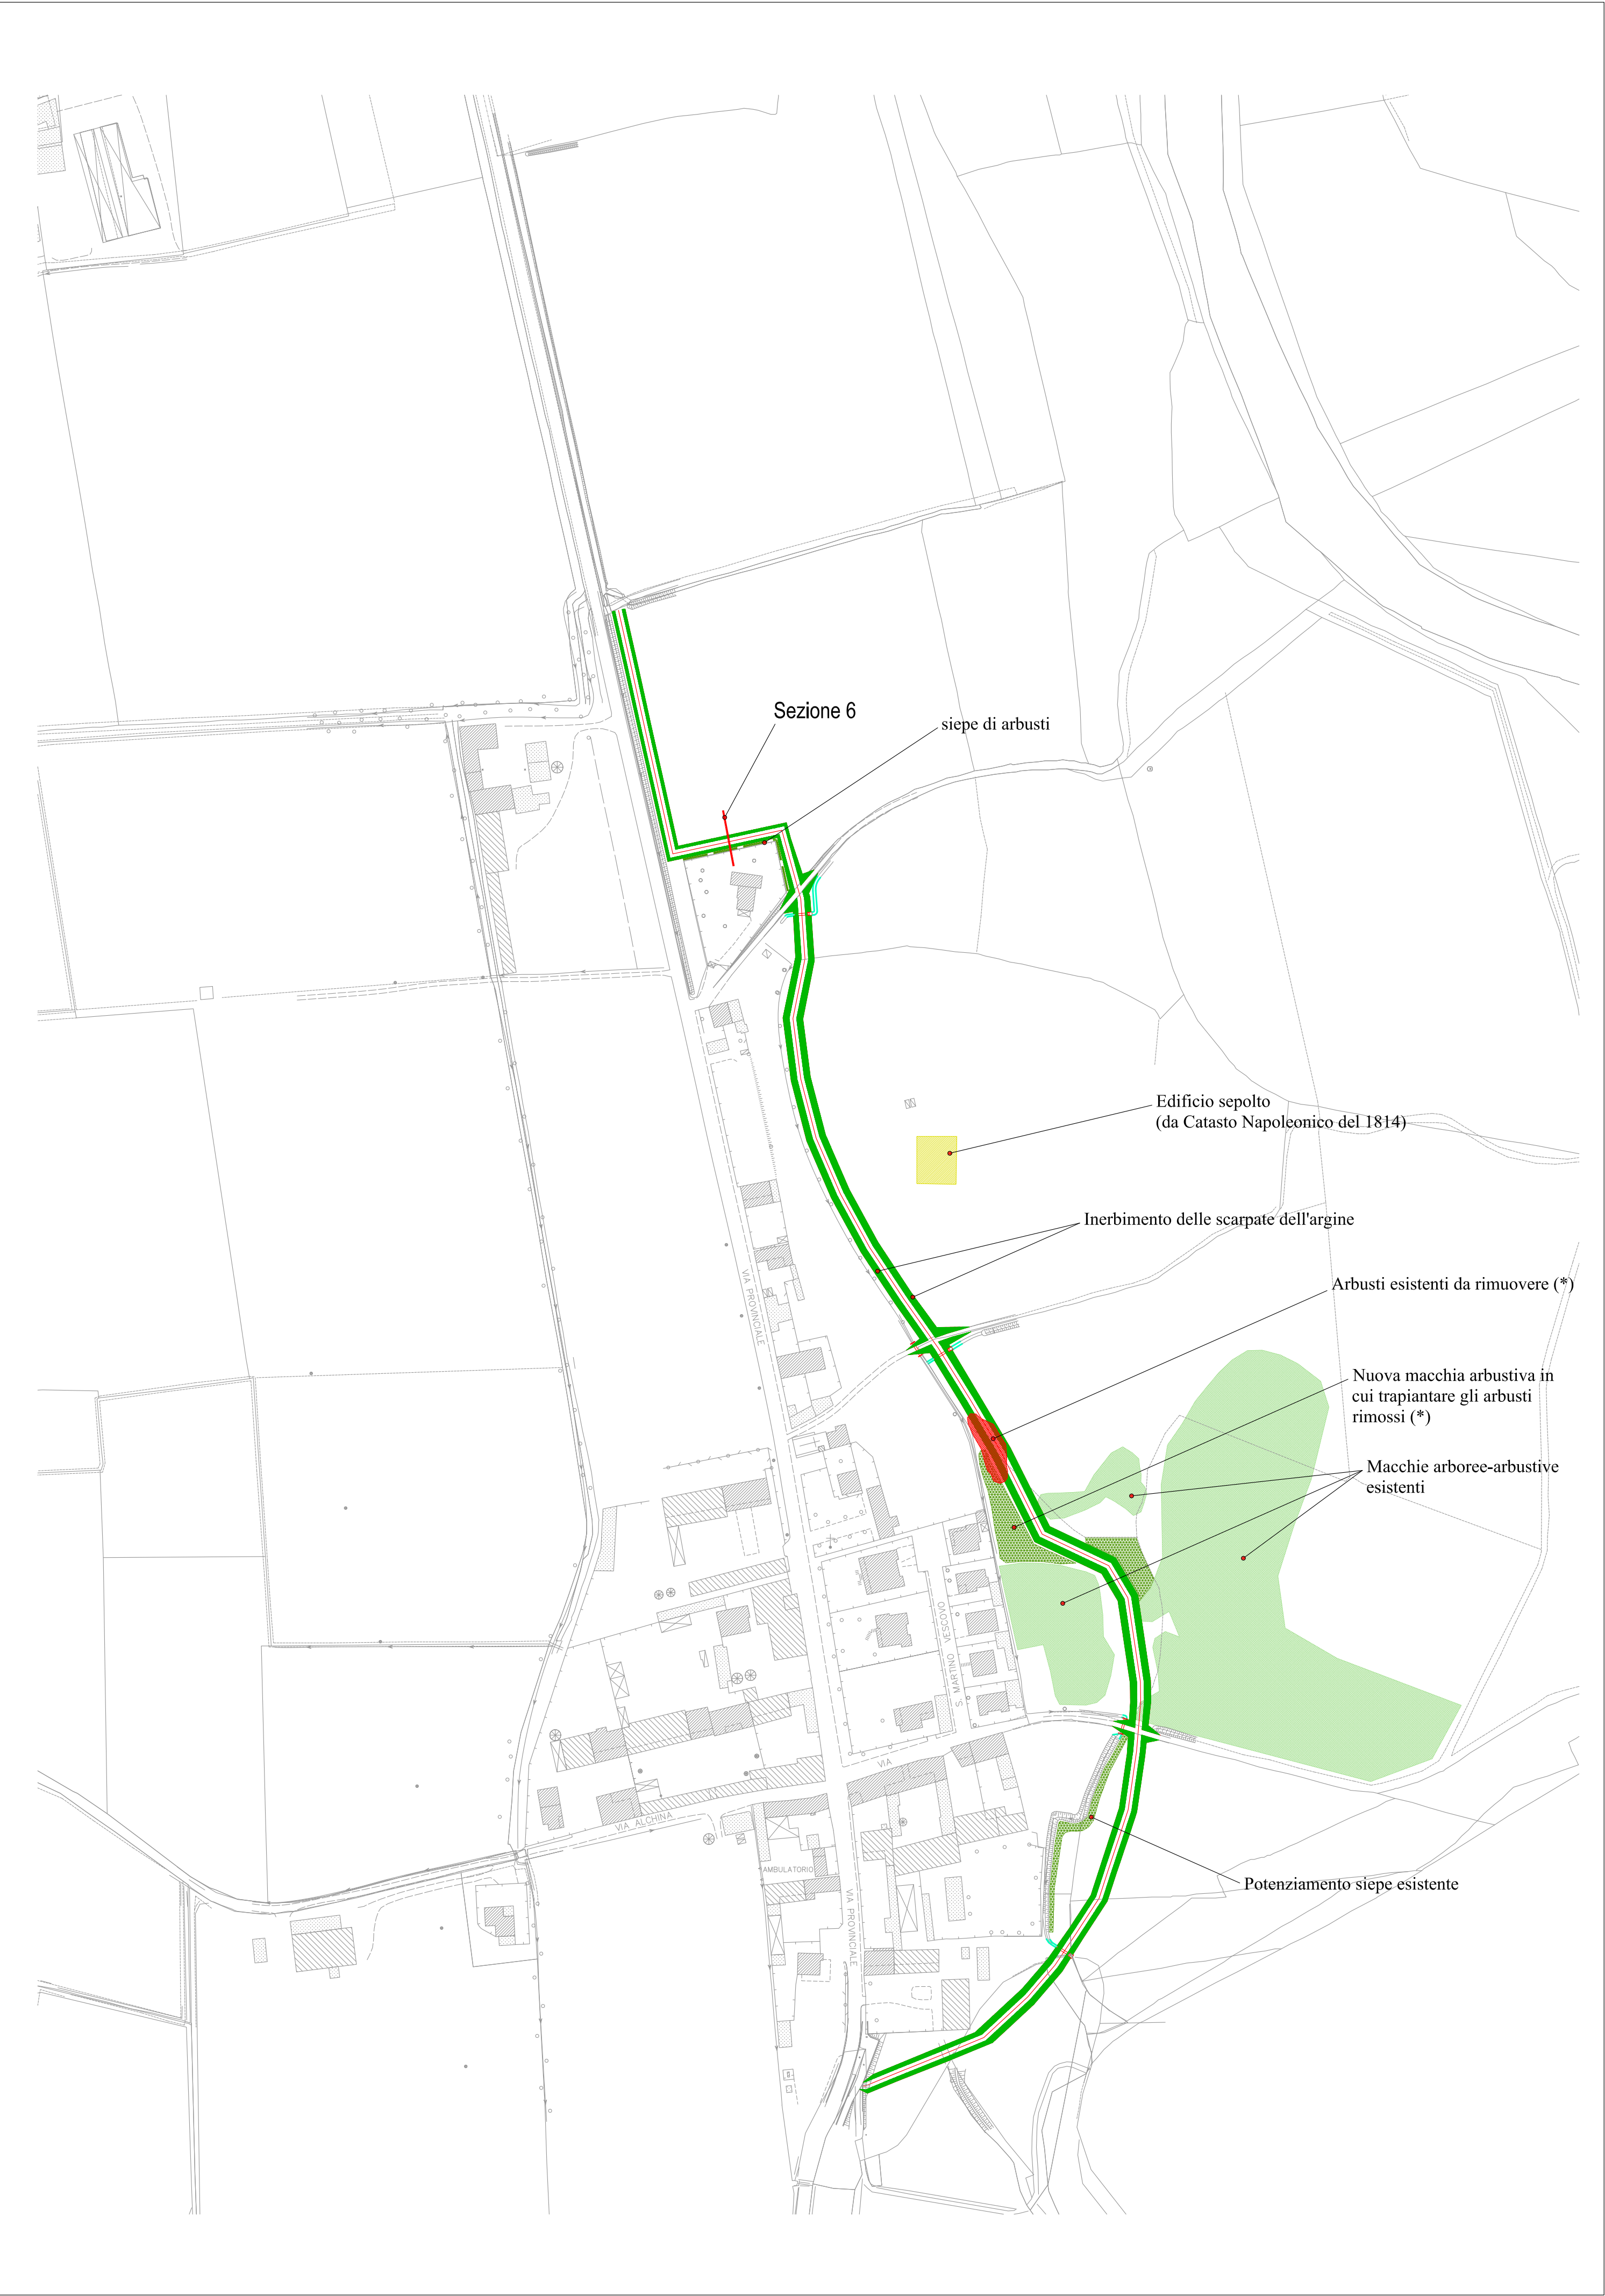 Sezione 6
siepe di arbusti
Edificio sepolto
(da Catasto Napoleonico del 1814)
Inerbimento delle scarpate dell'argine
VIA PROVINCIALE
Arbusti esistenti da rimuovere (*)
Nuova macchia arbustiva in
cui trapiantare gli arbusti
rimossi (*)
Macchie arboree-arbustive
esistenti
S. MARTINO VESCOVO
VIA
VIA ALCHINA
AMBULATORIO
VIA PROVINCIALE
Potenziamento siepe esistente